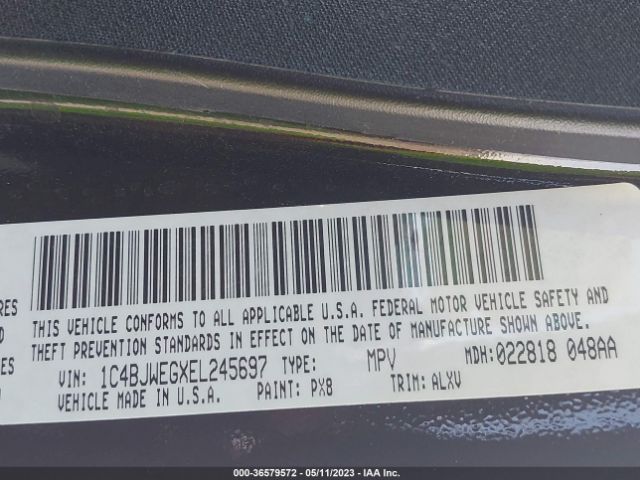 RES
D
THIS VEHICLE CONFORMS TO ALL APPLICABLE U.S.A. FEDERAL MOTOR VEHICLE SAFETY AND
THEFT PREVENTION STANDARDS IN EFFECT ON THE DATE OF MANUFACTURE SHOWN ABOVE.
VIN: 1C4BJWEGXEL245697 TYPE: MPV MDH:022818 048AA
VEHICLE MADE IN U.S.A. PAINT: PX8 TRIM: ALXV
000-36579572 - 05/11/2023 - IAA Inc.